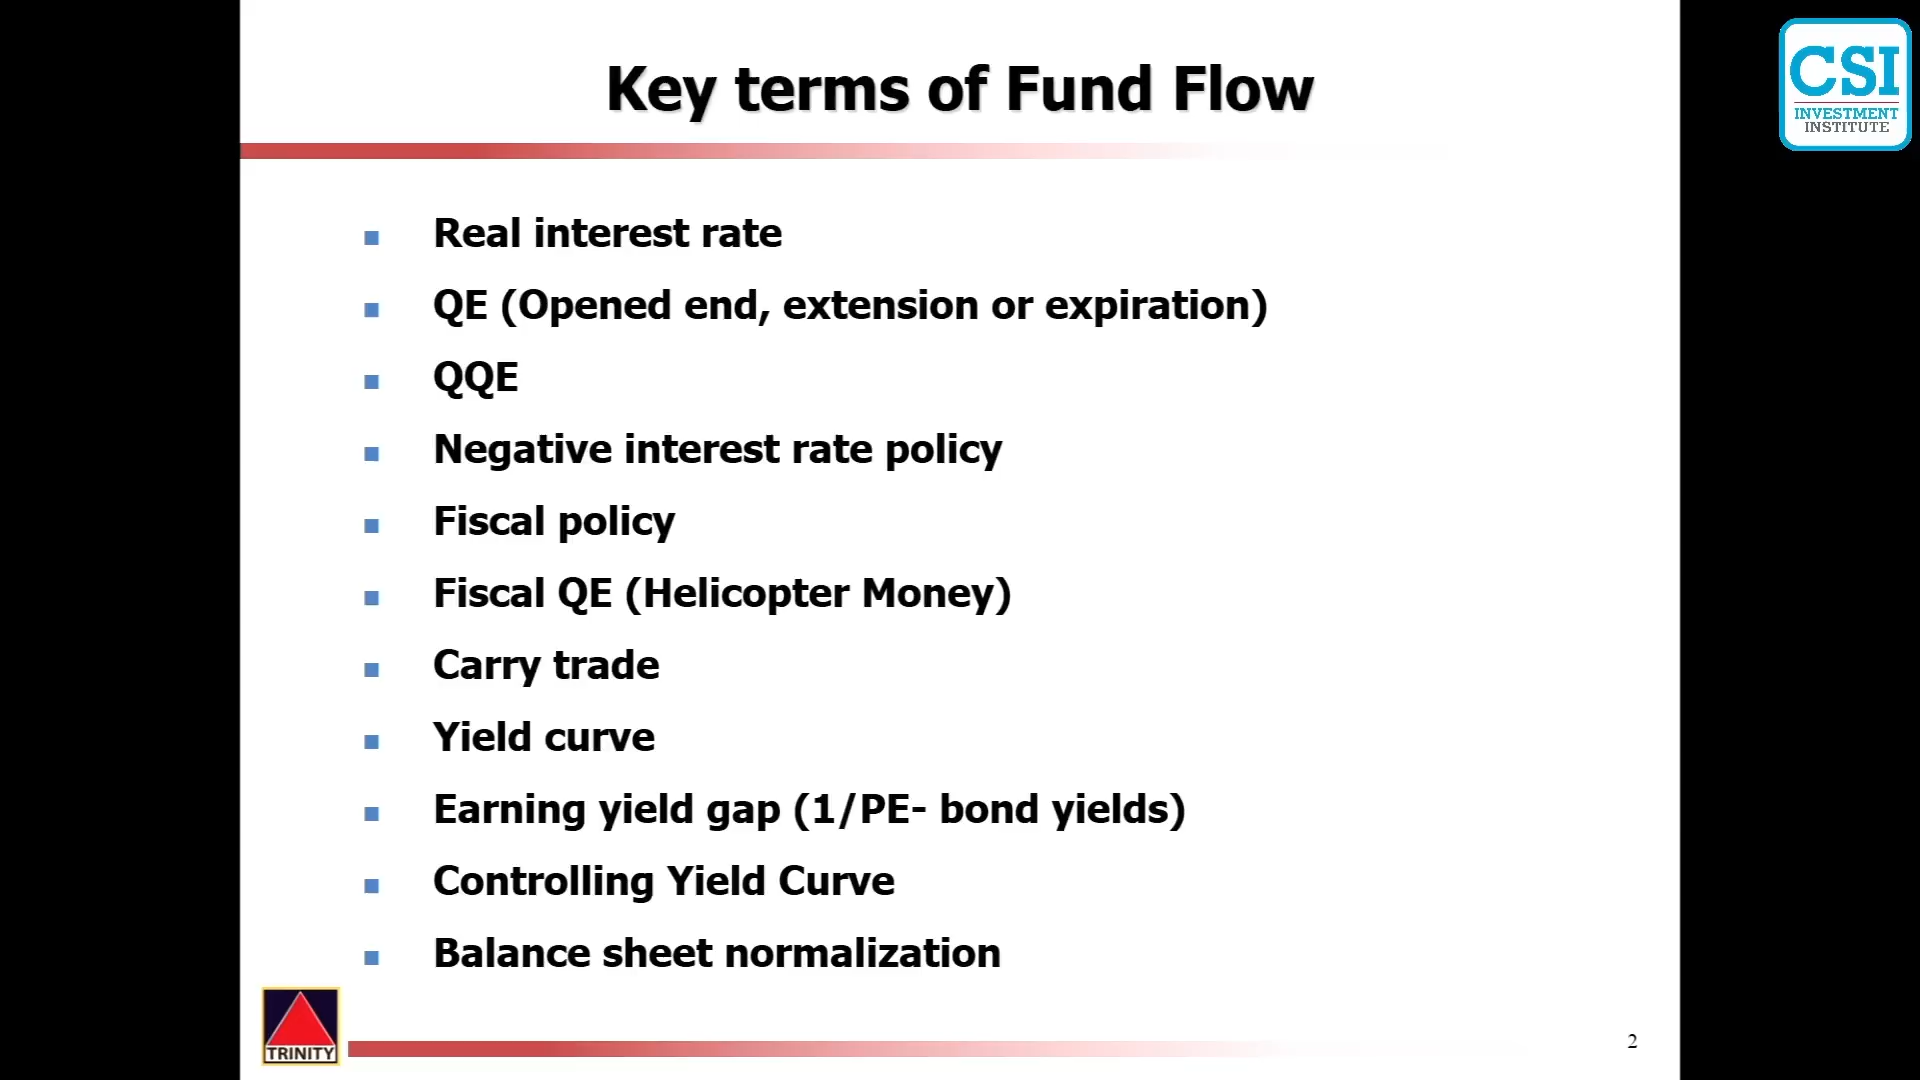 Key terms of Fund Flow
CSI
INVESTMENT
INSTITUTE
Real interest rate
QE (Opened end, extension or expiration)
QQE
Negative interest rate policy
Fiscal policy
Fiscal QE (Helicopter Money)
Carry trade
Yield curve
Earning yield gap (1/PE- bond yields)
Controlling Yield Curve
Balance sheet normalization
TRINITY
2